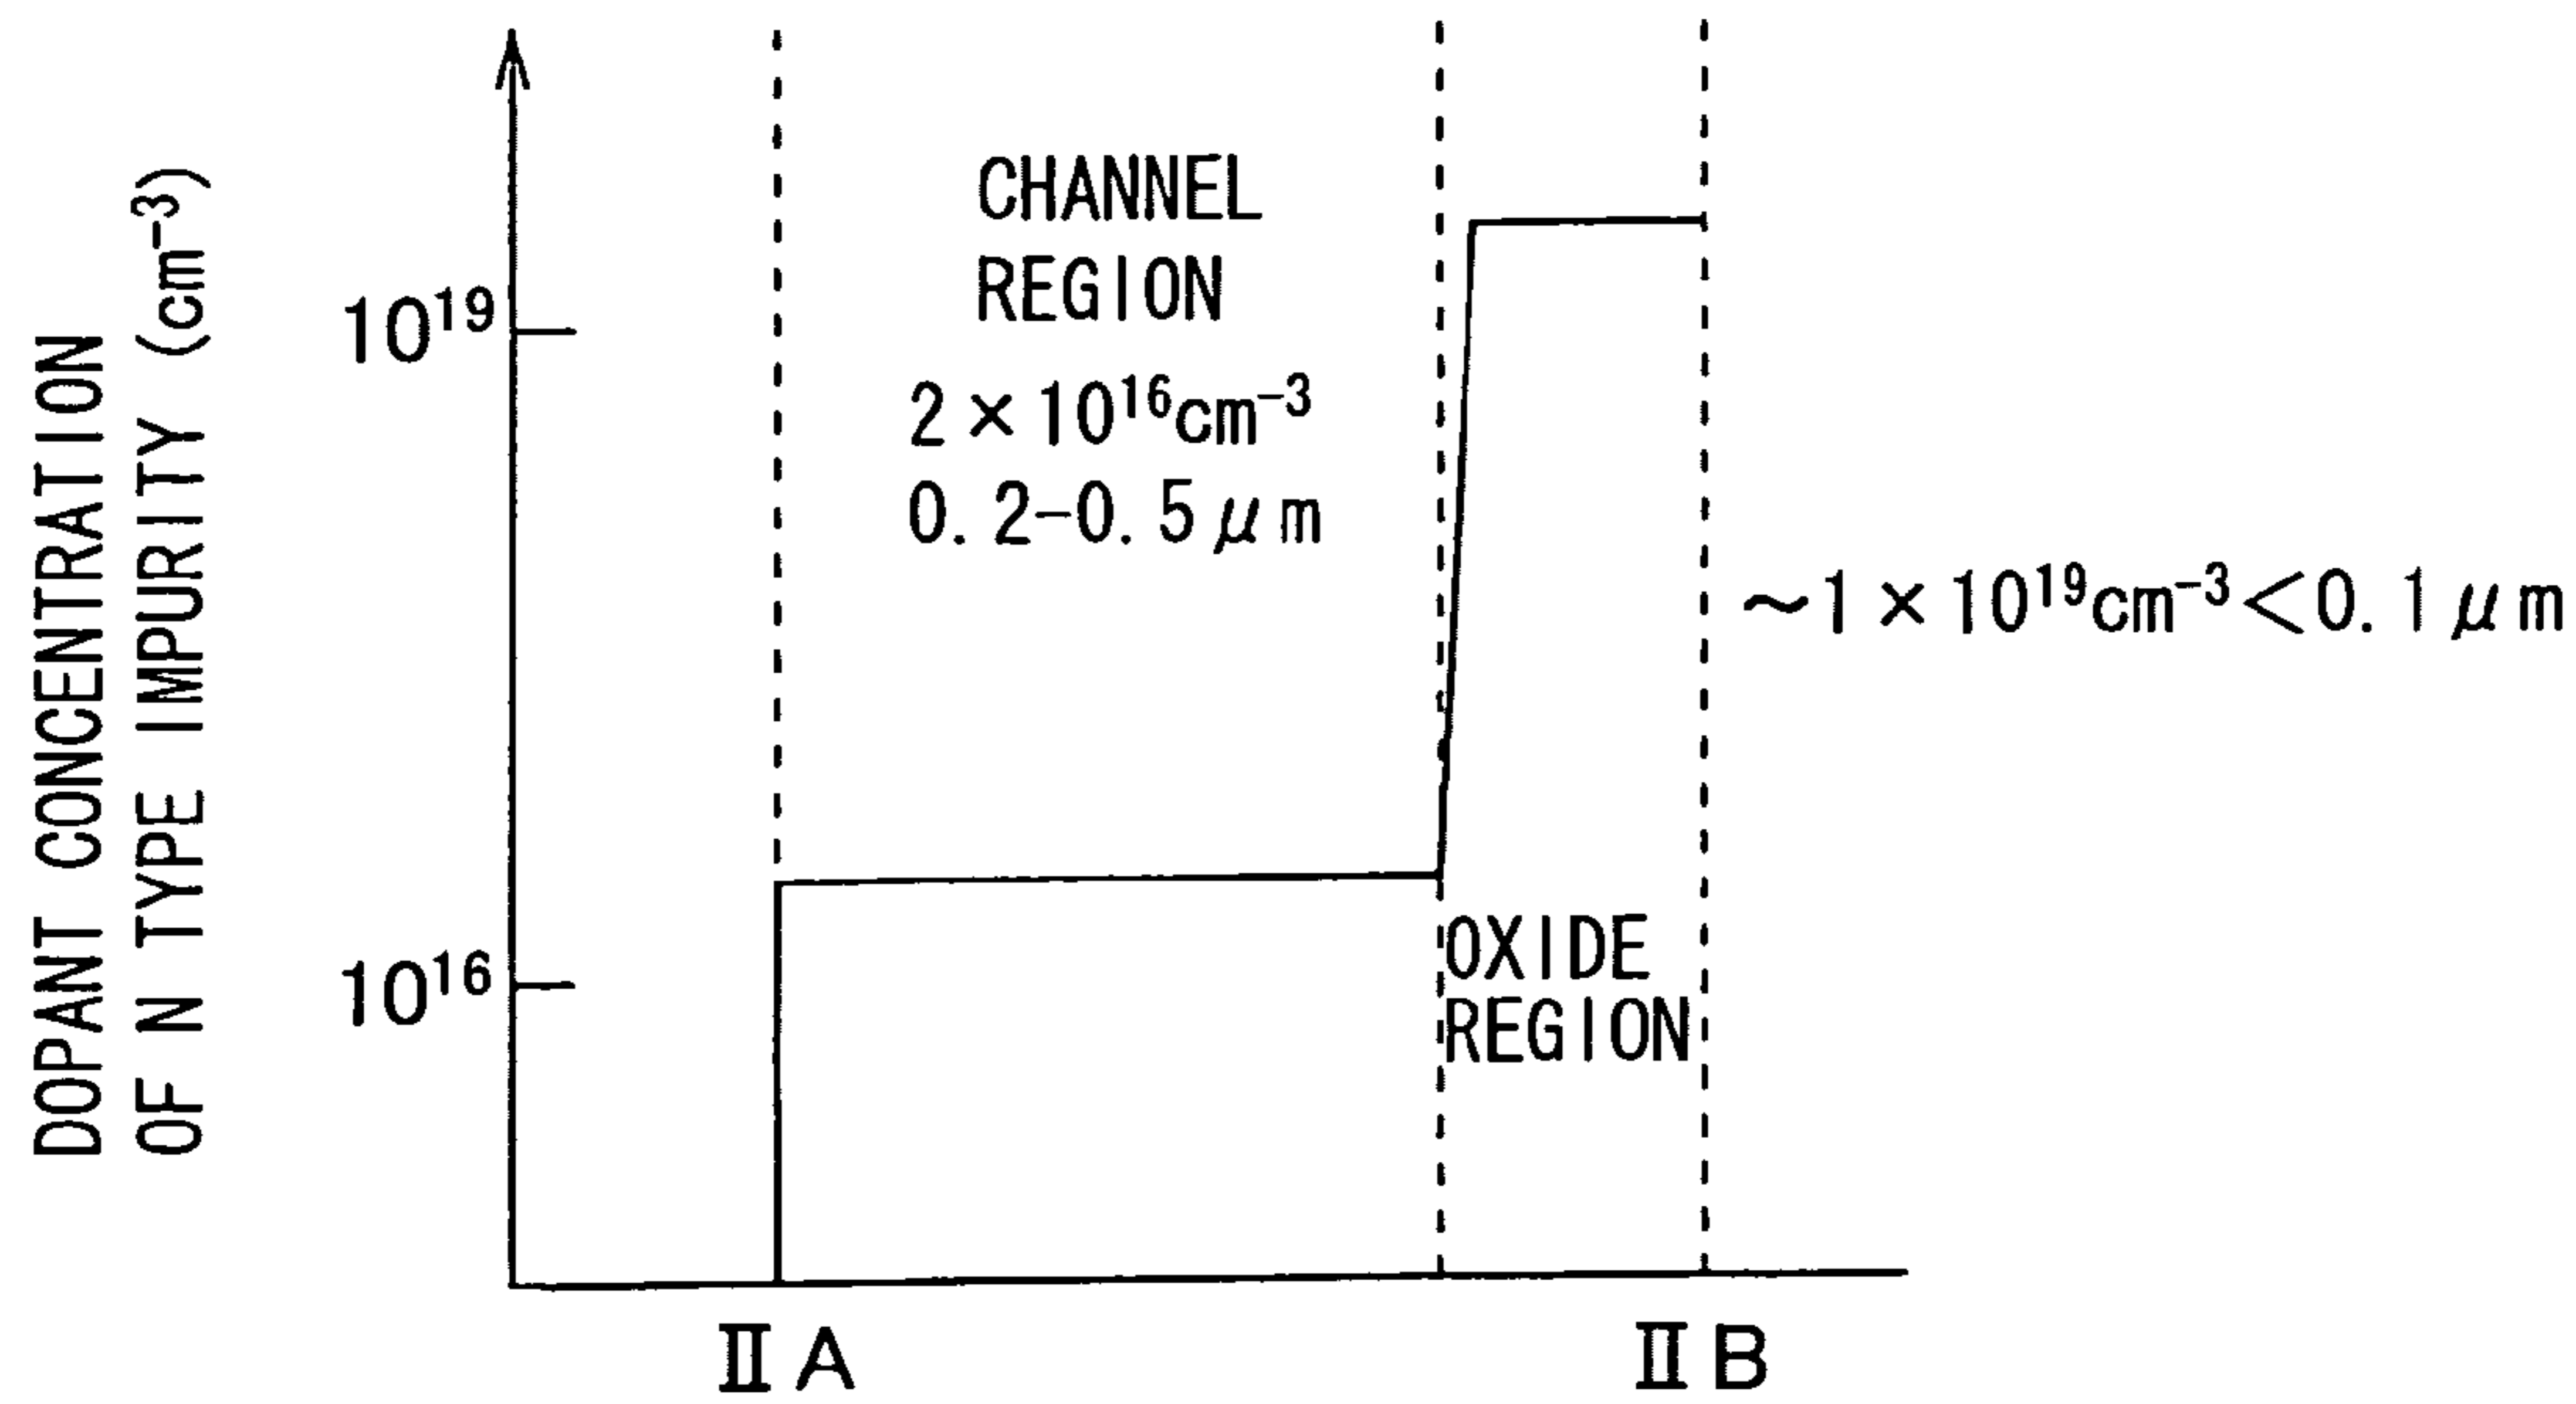 DOPANT CONCENTRATION
OF N TYPE IMPURITY (cm⁻³)
10¹⁹
10¹⁶
CHANNEL
REGION
2×10¹⁶cm⁻³
0.2-0.5μm
~1×10¹⁹cm⁻³<0.1μm
OXIDE
REGION
ⅡA
ⅡB